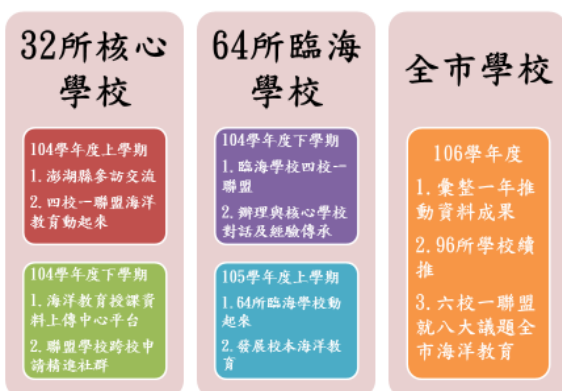 32所核心
學校
104學年度上學期
1.澎湖縣參訪交流
2.四校一聯盟海洋
教育動起來
104學年度下學期
1.海洋教育授課資
料上傳中心平台
2.聯盟學校跨校申
請精進社群
64所臨海
學校
104學年度下學期
1.臨海學校四校一
聯盟
2.辦理與核心學校
對話及經驗傳承
105學年度上學期
1.64所臨海學校動
起來
2.發展校本海洋教
育
全市學校
106學年度
1.彙整一年推
動資料成果
2.96所學校續
推
3.六校一聯盟
就八大議題全
市海洋教育